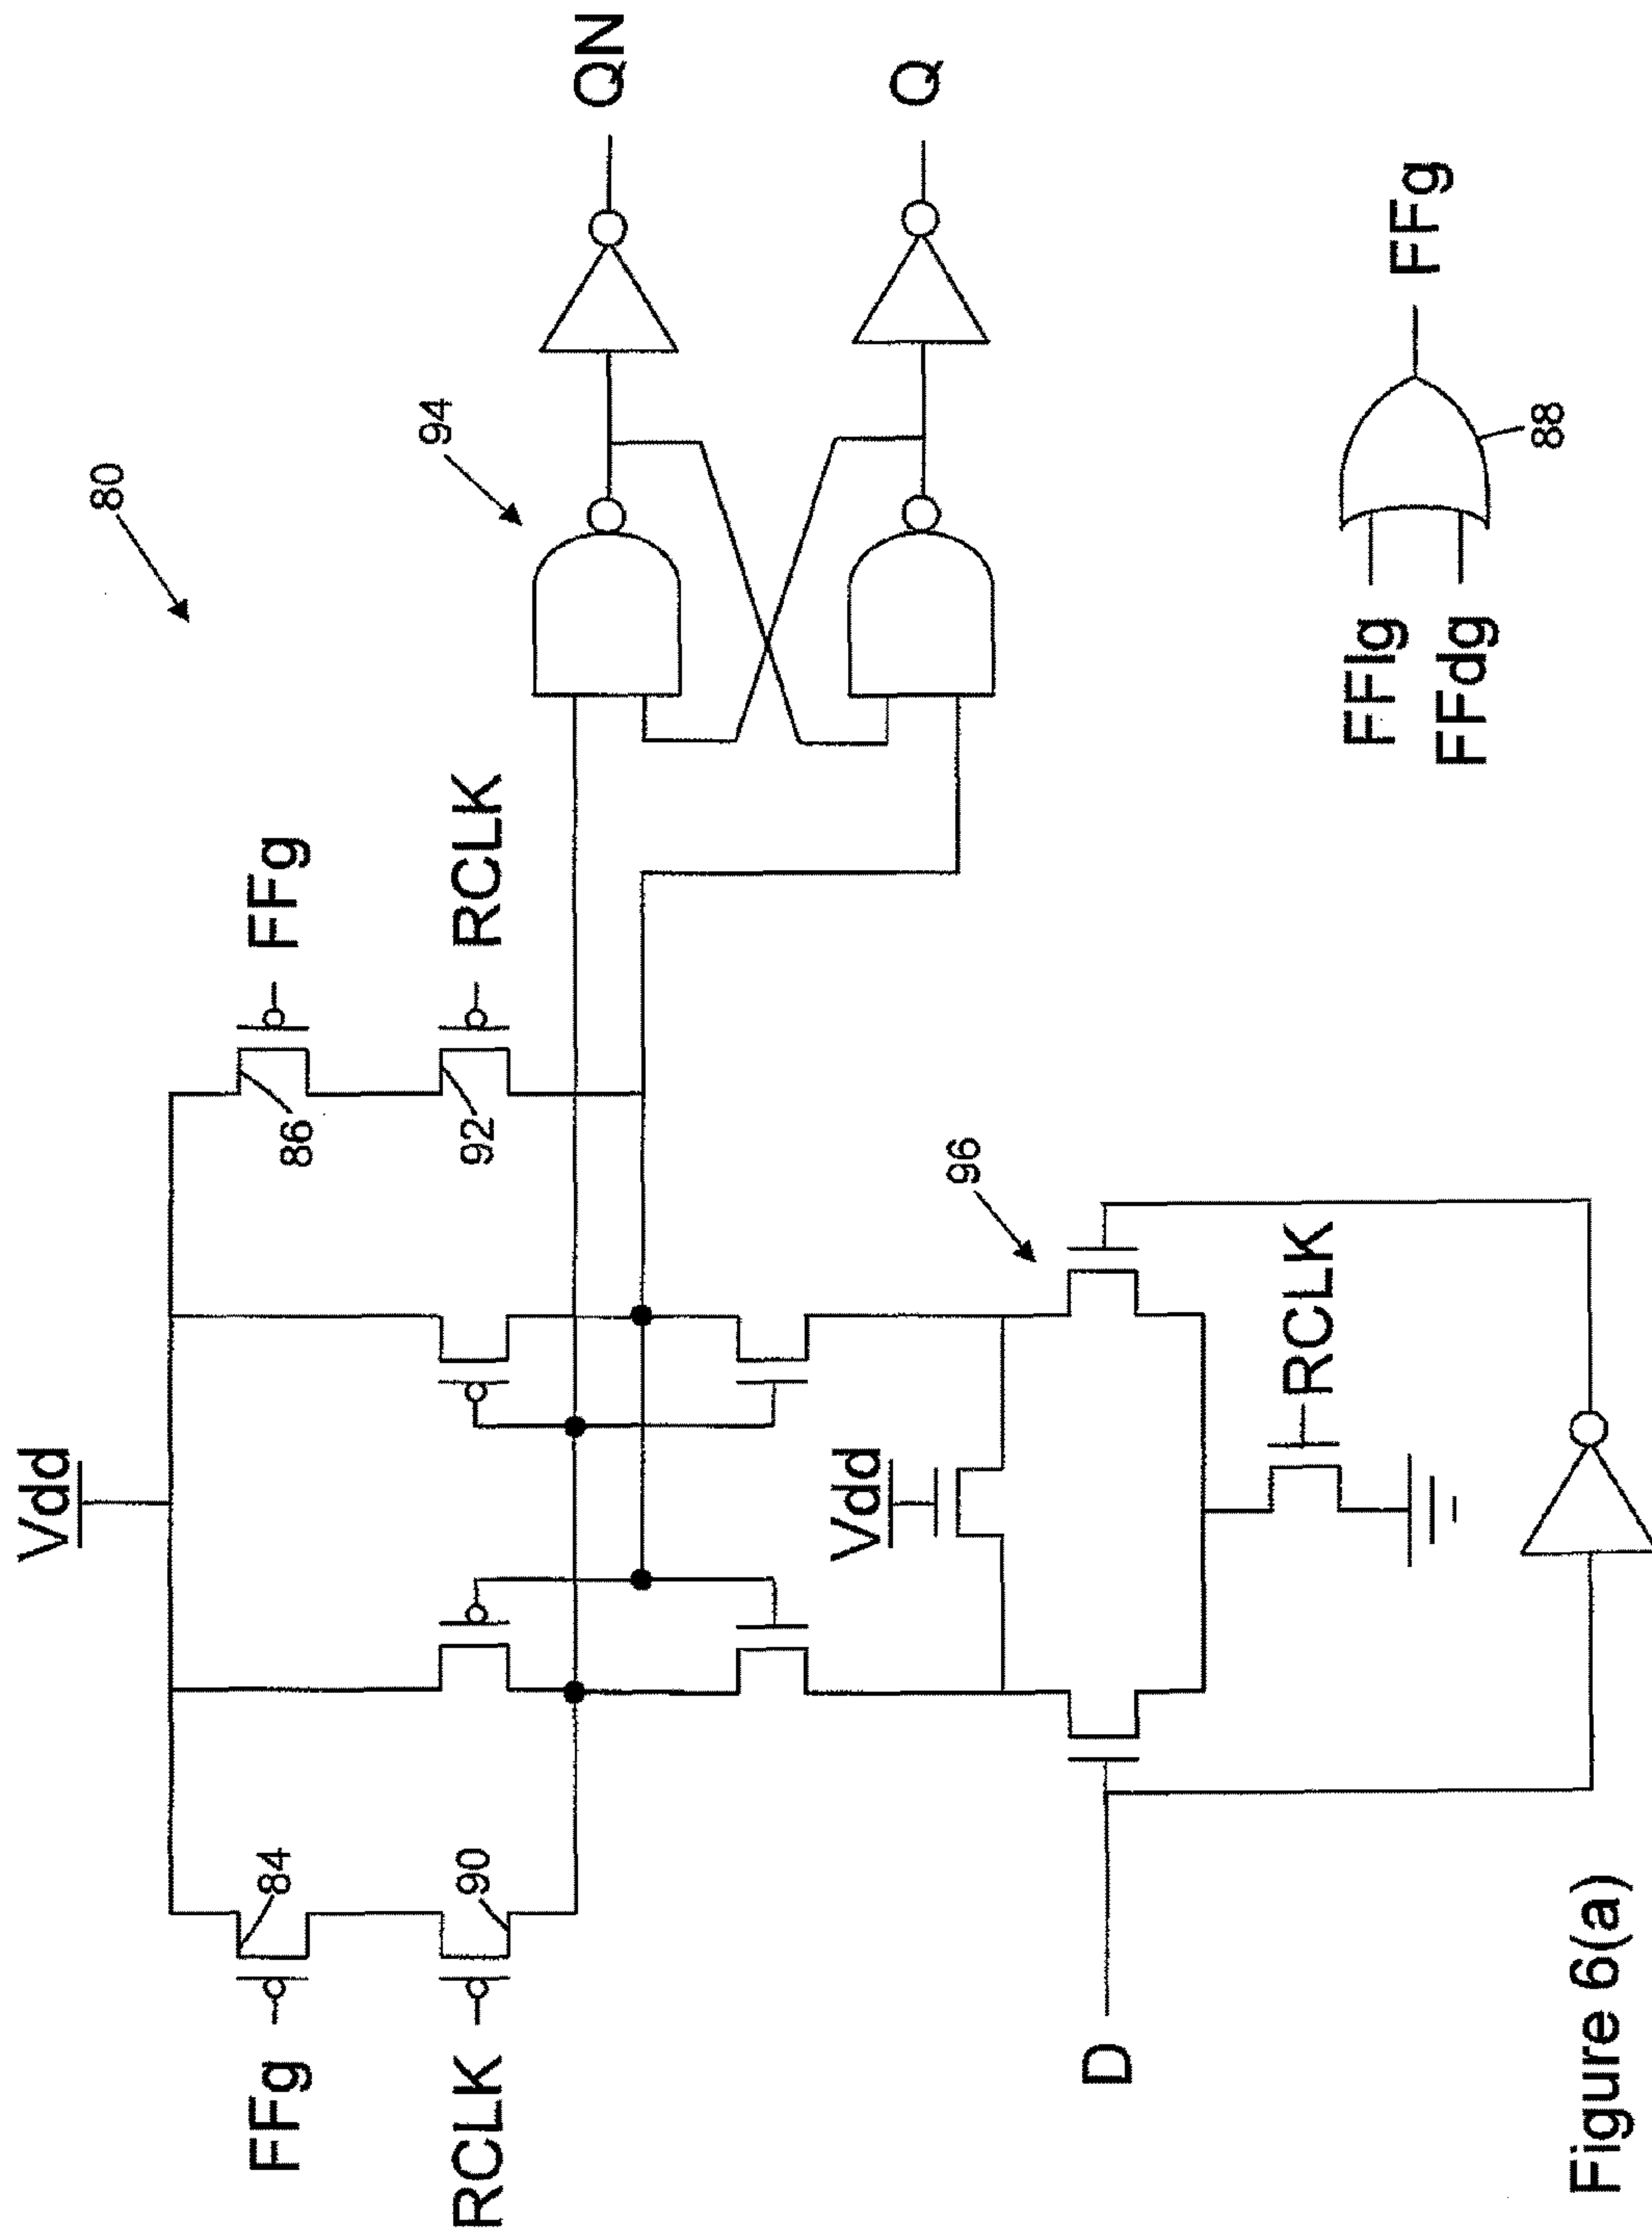 80
Vdd
FFg
84
86
FFg
RCLK
90
92
RCLK
94
QN
Q
Vdd
96
D
RCLK
FFlg
FFdg
FFg
88
Figure 6(a)